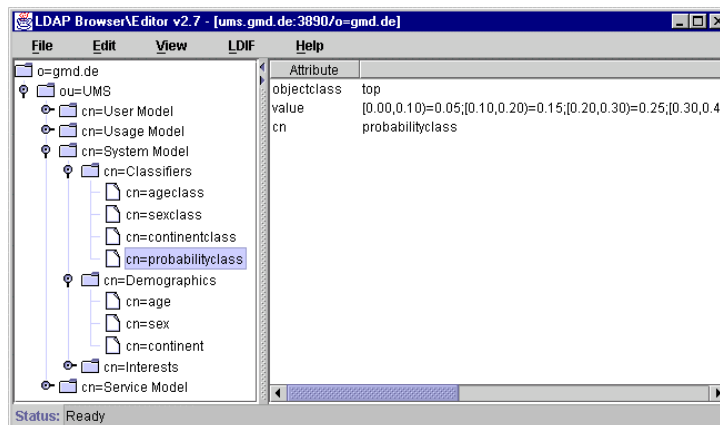 LDAP Browser\Editor v2.7 - [ums.gmd.de:3890/o=gmd.de]
File Edit View LDIF Help
o=gmd.de
ou=UMS
cn=User Model
cn=Usage Model
cn=System Model
cn=Classifiers
cn=ageclass
cn=sexclass
cn=continentclass
cn=probabilityclass
cn=Demographics
cn=age
cn=sex
cn=continent
cn=Interests
cn=Service Model
Attribute
objectclass top
value [0.00,0.10)=0.05;[0.10,0.20)=0.15;[0.20,0.30)=0.25;[0.30,0.4
cn probabilityclass
Status: Ready